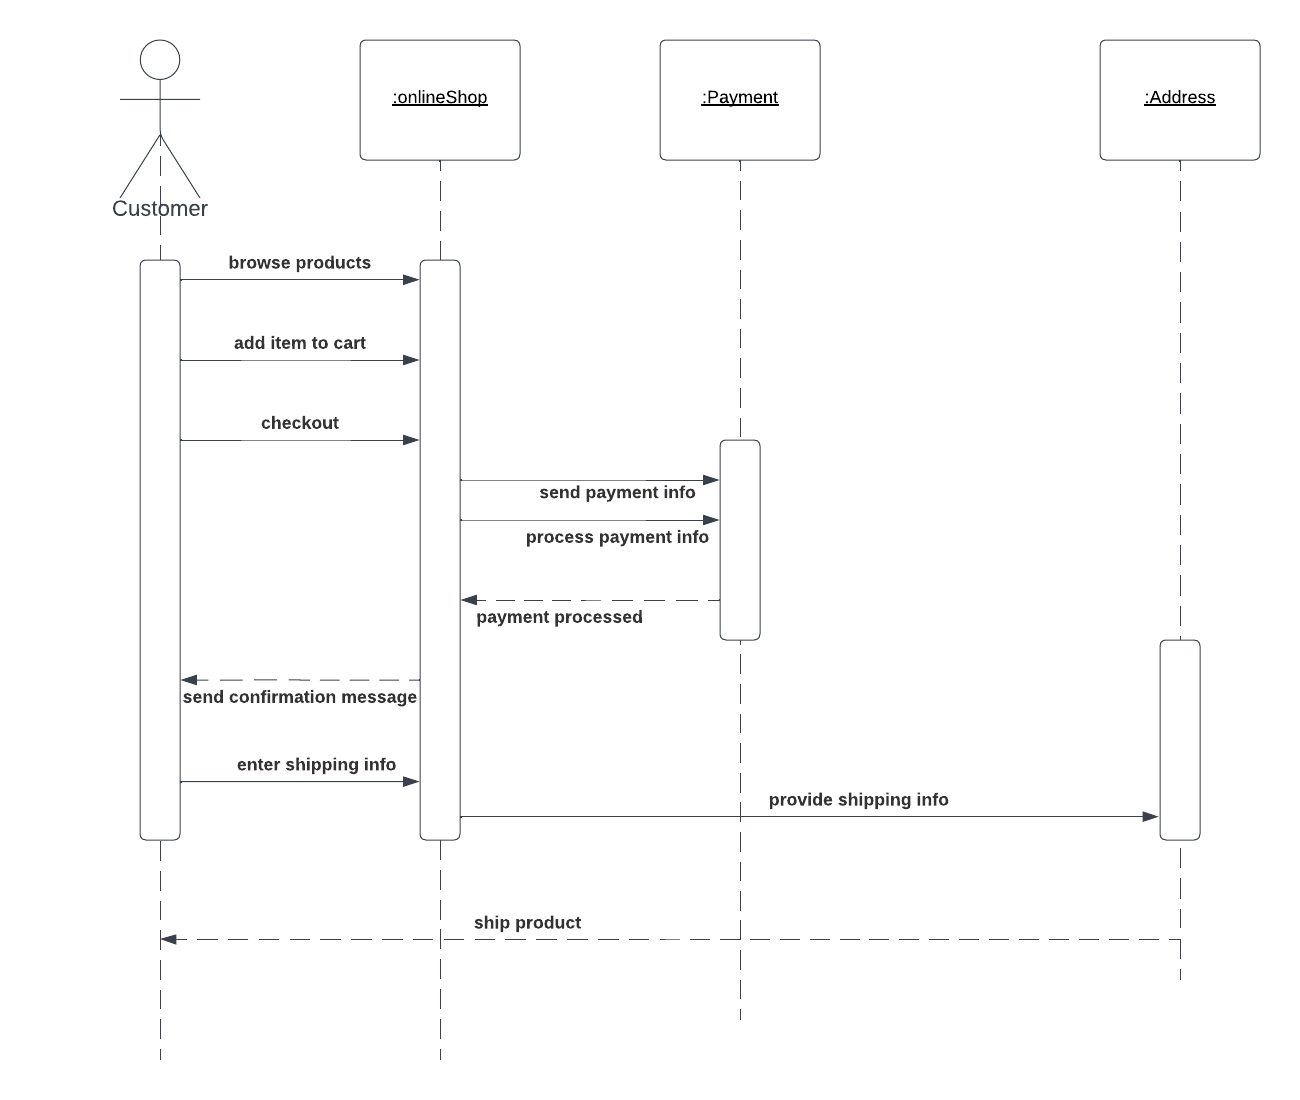 :onlineShop
:Payment
:Address
Customer
browse products
add item to cart
checkout
send payment info
process payment info
payment processed
send confirmation message
enter shipping info
provide shipping info
ship product